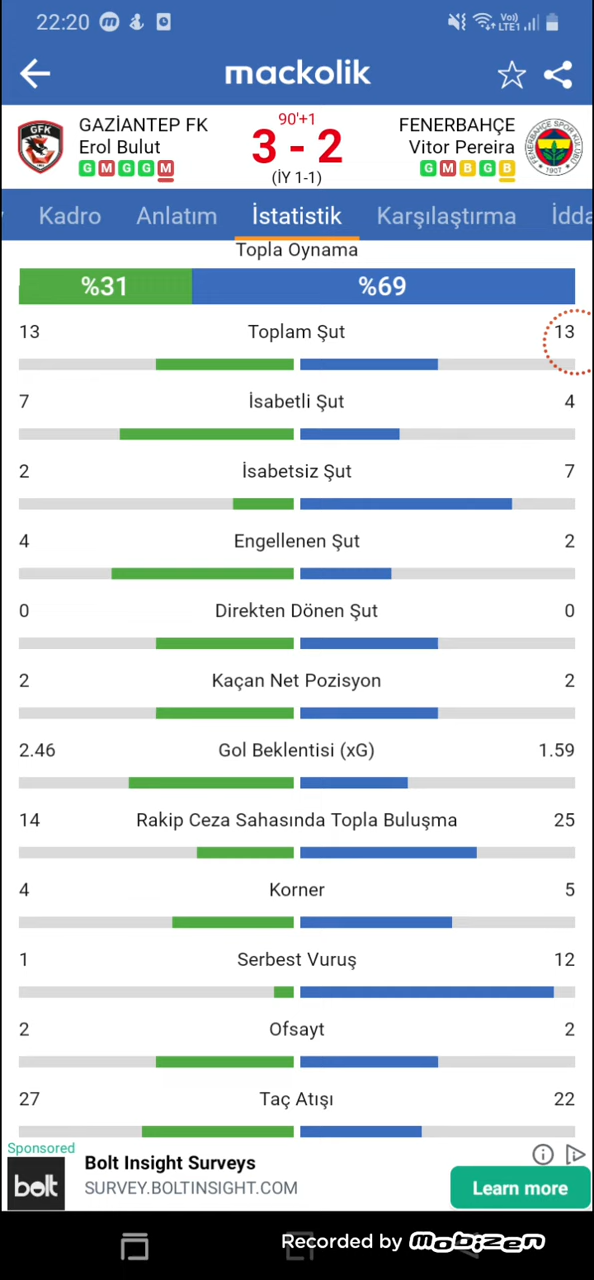 22:20 Vo)) LTE1
mackolik
GFK GAZİANTEP FK 90'+1 FENERBAHÇE
Erol Bulut 3 - 2 Vitor Pereira
G M G G M (İY 1-1) G M B G B
Kadro Anlatım İstatistik Karşılaştırma İdda
Topla Oynama
%31 %69
13 Toplam Şut 13
7 İsabetli Şut 4
2 İsabetsiz Şut 7
4 Engellenen Şut 2
0 Direkten Dönen Şut 0
2 Kaçan Net Pozisyon 2
2.46 Gol Beklentisi (xG) 1.59
14 Rakip Ceza Sahasında Topla Buluşma 25
4 Korner 5
1 Serbest Vuruş 12
2 Ofsayt 2
27 Taç Atışı 22
Sponsored
bolt Bolt Insight Surveys
SURVEY.BOLTINSIGHT.COM
Learn more
Recorded by Mobizen